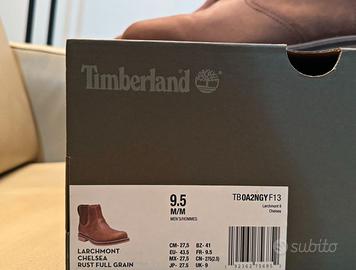 Timberland
9.5
M/M
MEN'S/HOMMES
TB0A2NGYF13
Larchmont II
Chelsea
CM-27,5 BZ- 41
EU- 43,5 FR- 9.5
MX- 27,5 CN-275(2.5)
JP- 27.5 UK-9
LARCHMONT
CHELSEA
RUST FULL GRAIN
subito